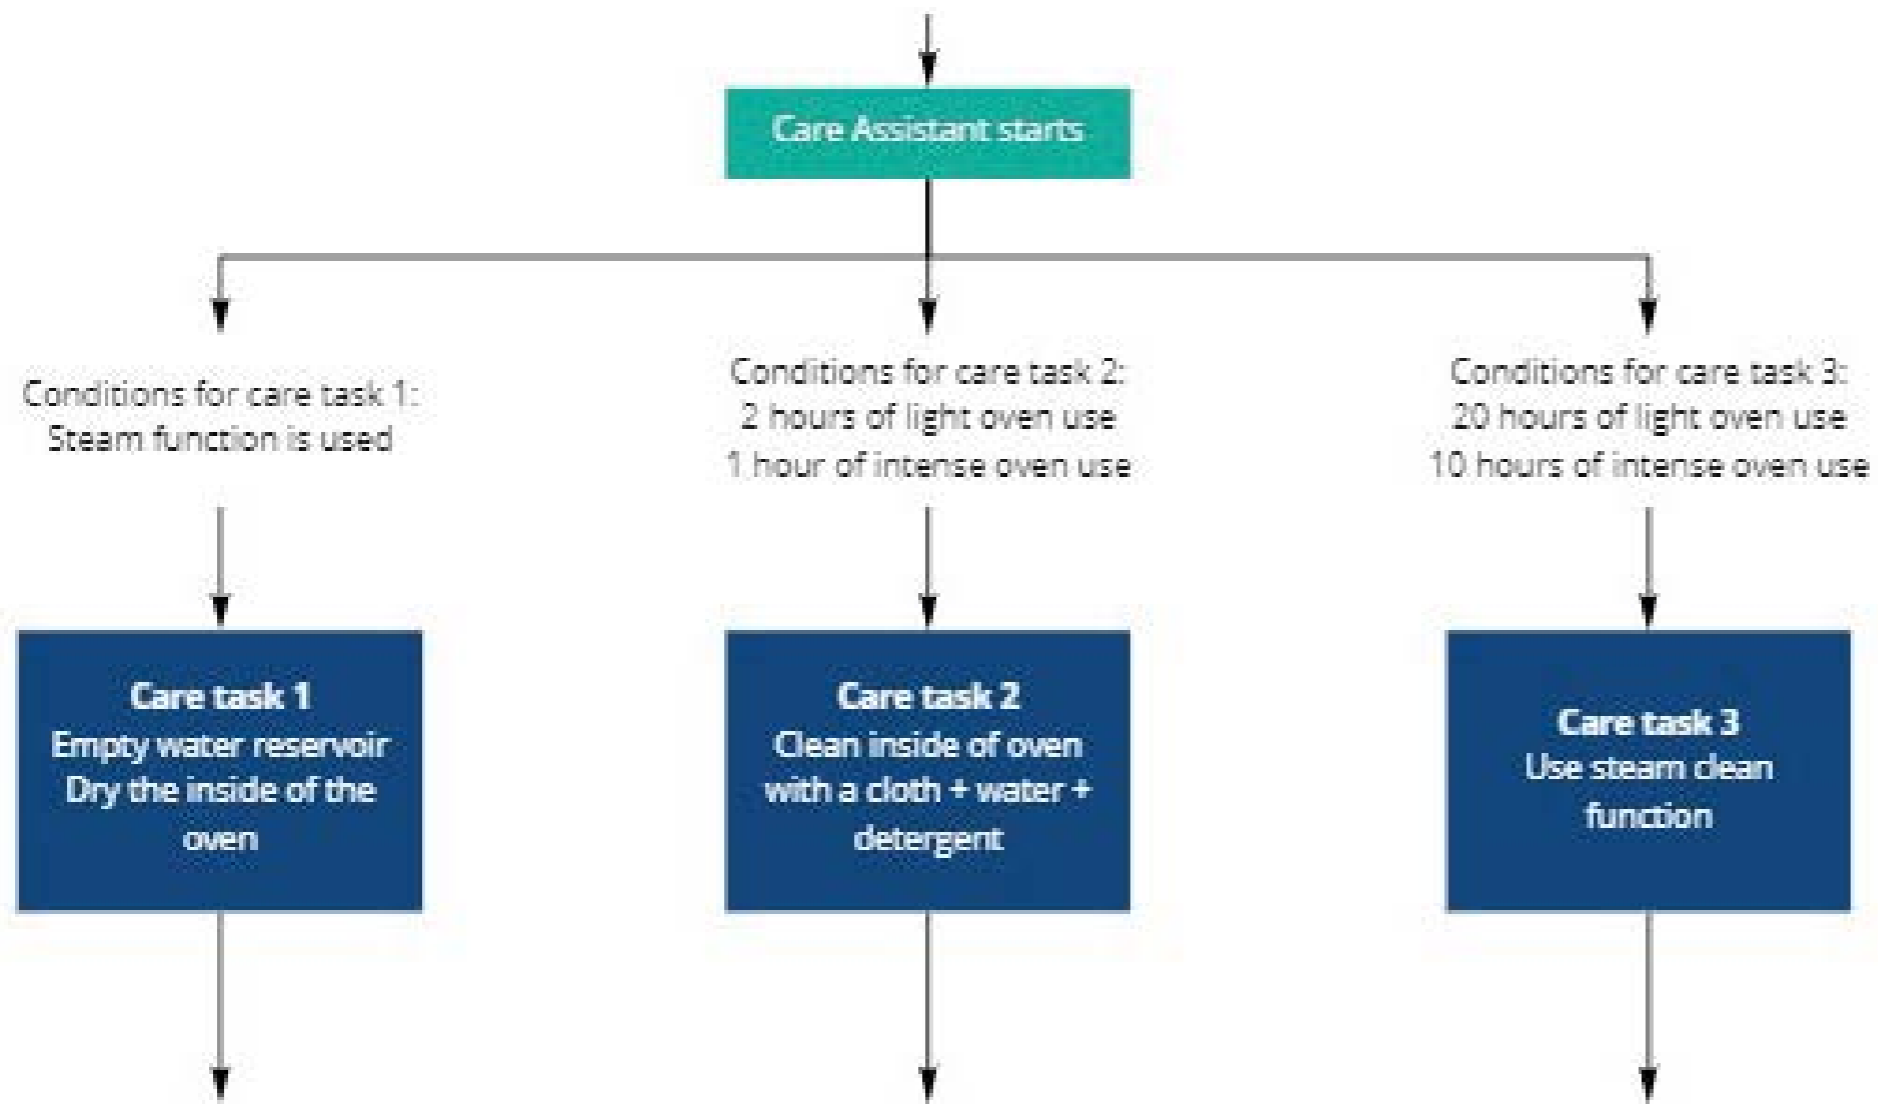 Care Assistant starts
Conditions for care task 1:
Steam function is used
Conditions for care task 2:
2 hours of light oven use
1 hour of intense oven use
Conditions for care task 3:
20 hours of light oven use
10 hours of intense oven use
Care task 1
Empty water reservoir
Dry the inside of the
oven
Care task 2
Clean inside of oven
with a cloth + water +
detergent
Care task 3
Use steam clean
function